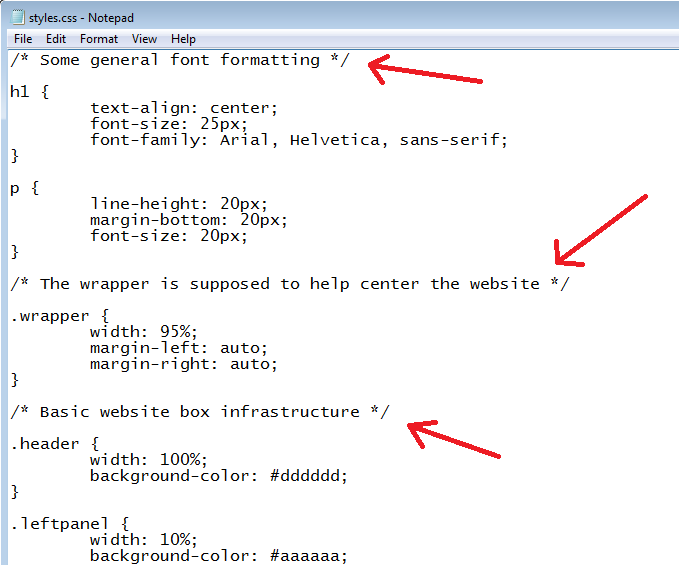 styles.css - Notepad
File Edit Format View Help
/* Some general font formatting */
h1 {
text-align: center;
font-size: 25px;
font-family: Arial, Helvetica, sans-serif;
}
p {
line-height: 20px;
margin-bottom: 20px;
font-size: 20px;
}
/* The wrapper is supposed to help center the website */
.wrapper {
width: 95%;
margin-left: auto;
margin-right: auto;
}
/* Basic website box infrastructure */
.header {
width: 100%;
background-color: #dddddd;
}
.leftpanel {
width: 10%;
background-color: #aaaaaa;